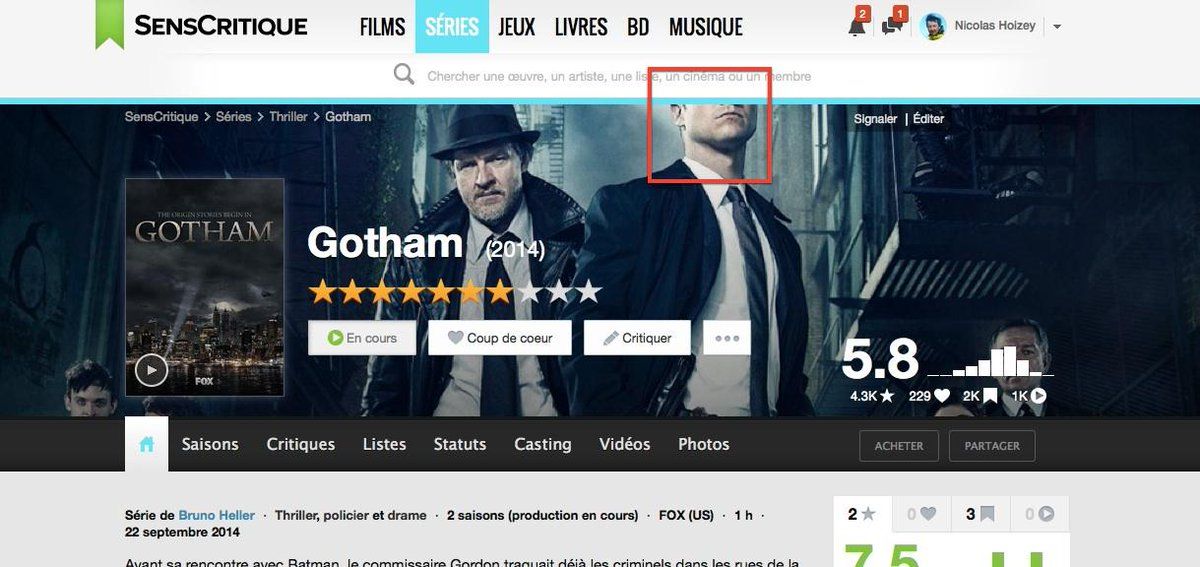 SENSCRITIQUE
FILMS SÉRIES JEUX LIVRES BD MUSIQUE
2 1 Nicolas Hoizey
Chercher une œuvre, un artiste, une liste, un cinéma ou un membre
SensCritique > Séries > Thriller > Gotham
Signaler | Éditer
THE ORIGIN STORIES BEGIN IN
GOTHAM
FOX
Gotham (2014)
En cours Coup de coeur Critiquer
5.8
4.3K 229 2K 1K
Saisons Critiques Listes Statuts Casting Vidéos Photos
ACHETER PARTAGER
Série de Bruno Heller · Thriller, policier et drame · 2 saisons (production en cours) · FOX (US) · 1 h ·
22 septembre 2014
Avant sa rencontre avec Batman, le commissaire Gordon traquait déjà les criminels dans les rues de la
2 0 3 0
7.5